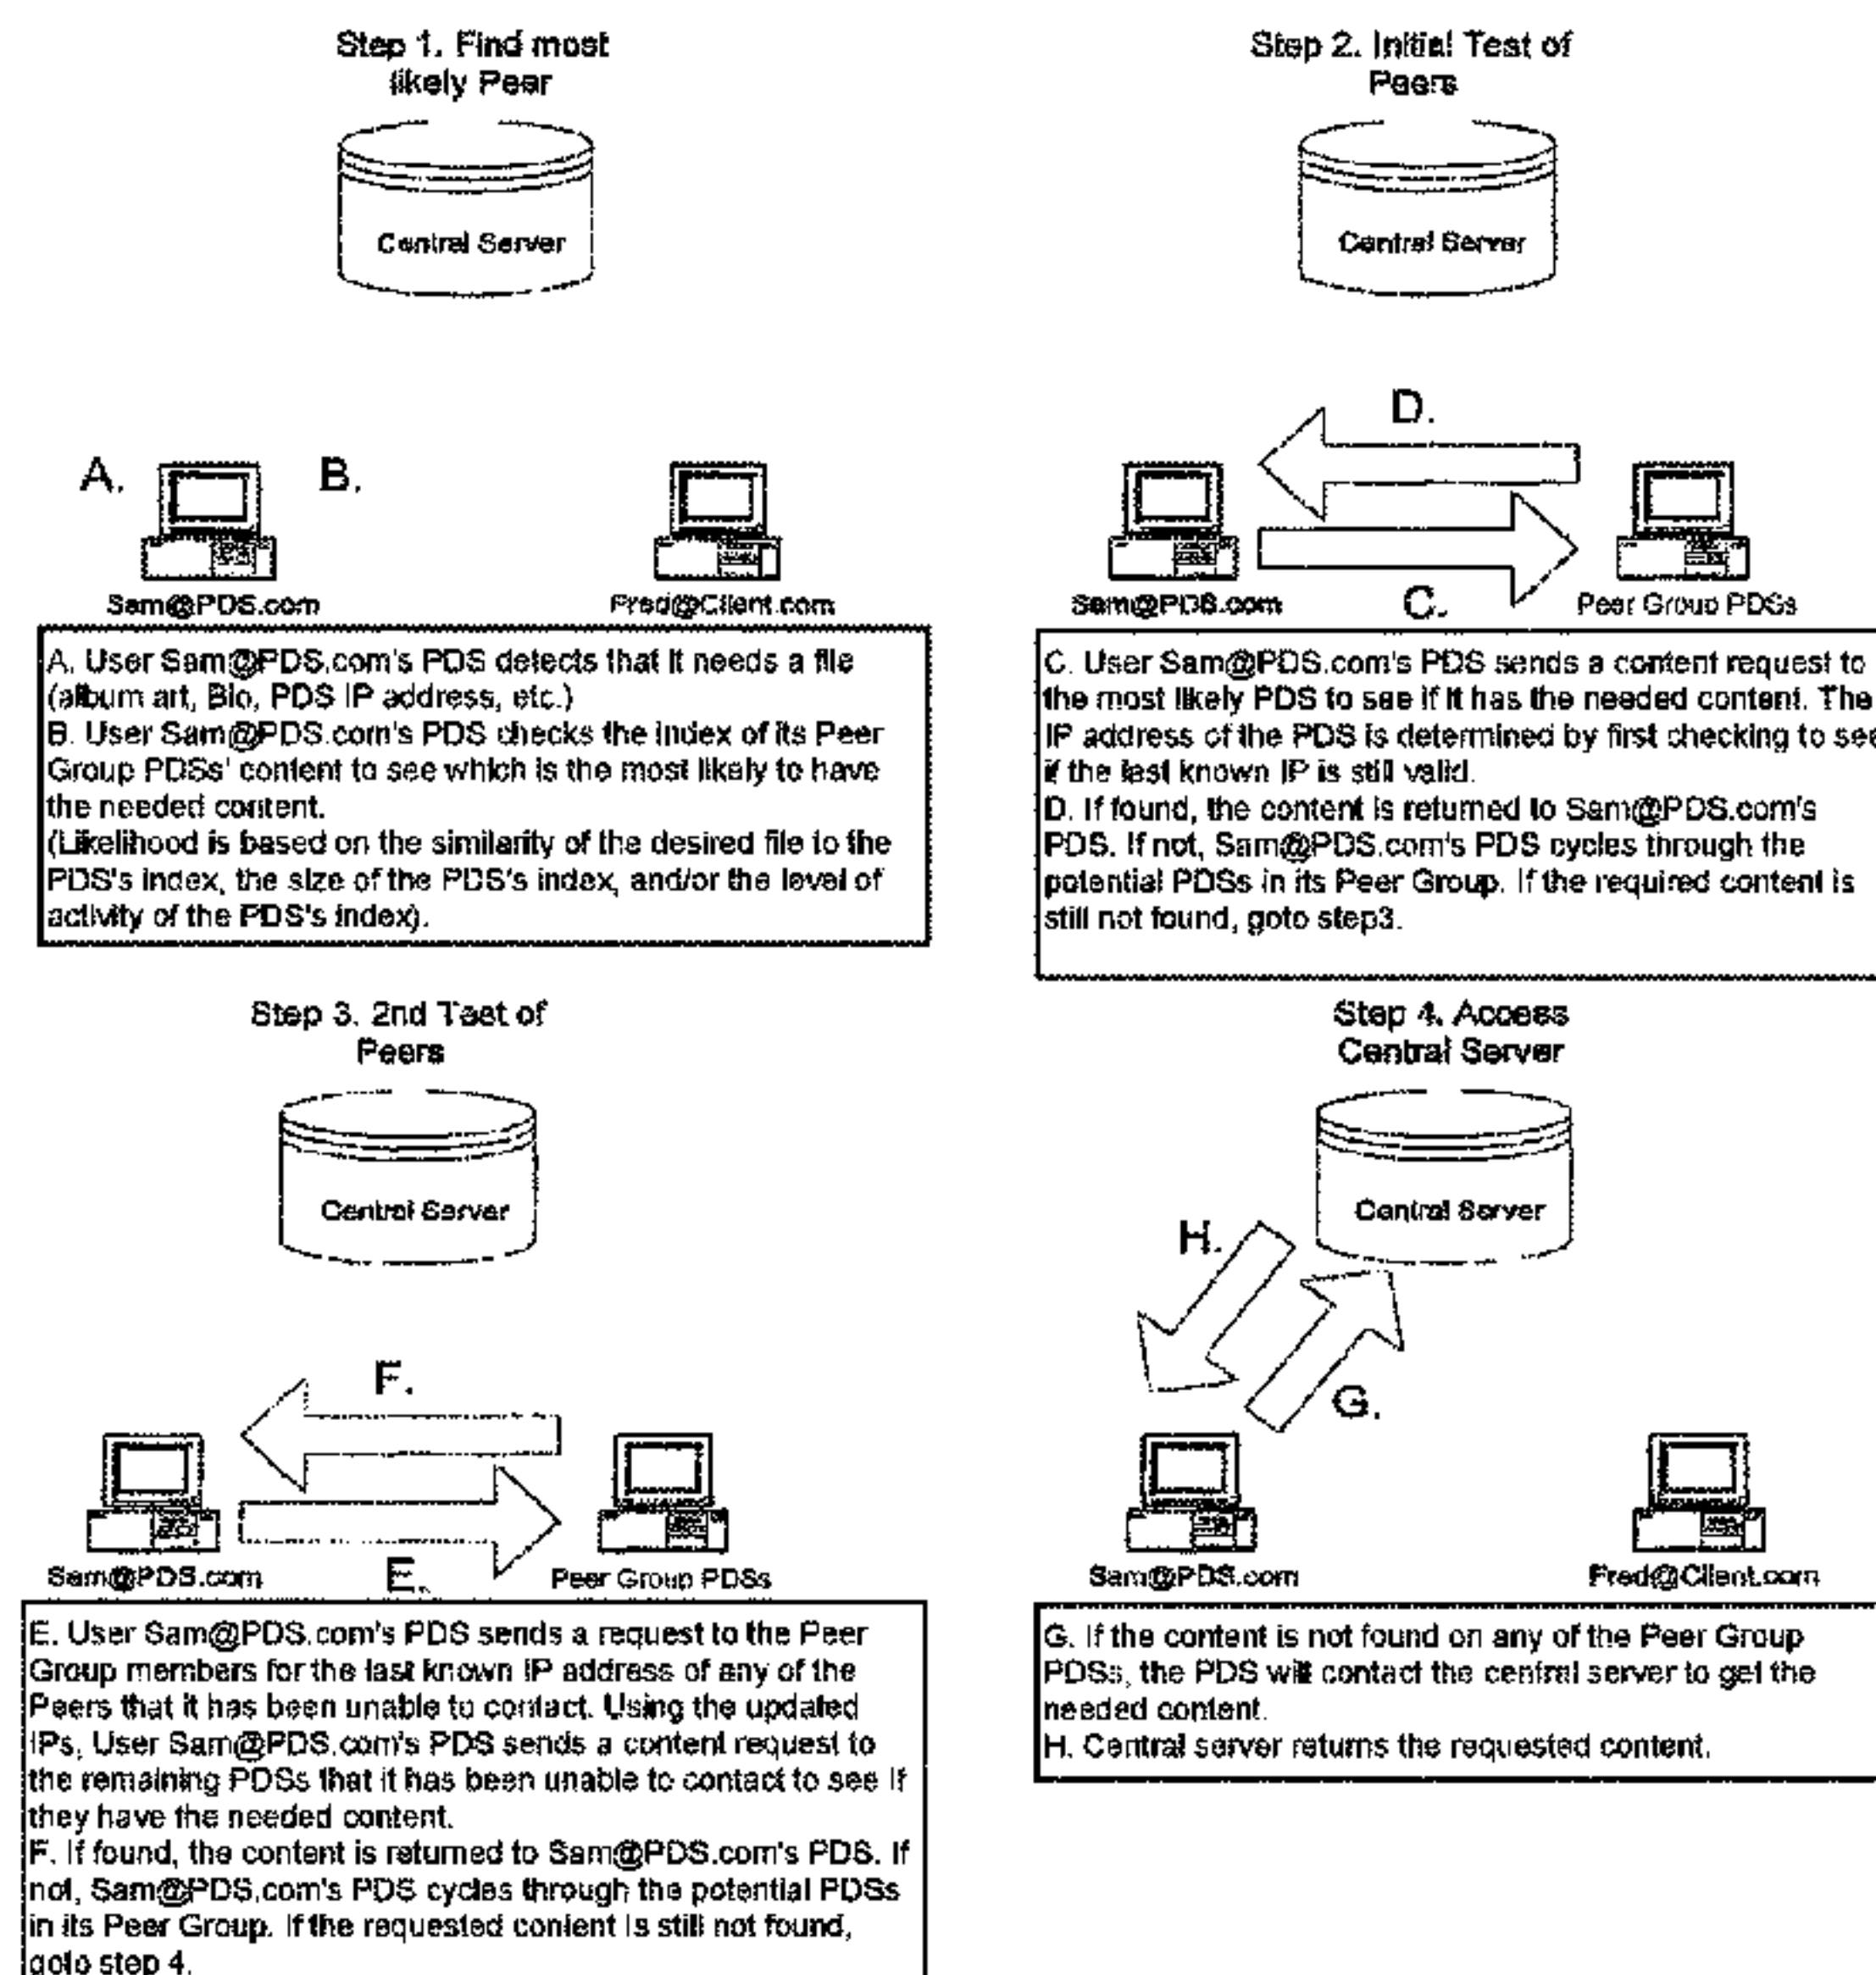 Step 1. Find most
likely Peer
Central Server
A.
B.
Sam@PDS.com
Fred@Client.com
A. User Sam@PDS.com's PDS detects that it needs a file
(album art, Bio, PDS IP address, etc.)
B. User Sam@PDS.com's PDS checks the index of its Peer
Group PDSs' content to see which is the most likely to have
the needed content.
(Likelihood is based on the similarity of the desired file to the
PDS's index, the size of the PDS's index, and/or the level of
activity of the PDS's index).
Step 2. Initial Test of
Peers
Central Server
D.
Sam@PDS.com
C.
Peer Group PDSs
C. User Sam@PDS.com's PDS sends a content request to
the most likely PDS to see if it has the needed content. The
IP address of the PDS is determined by first checking to see
if the last known IP is still valid.
D. If found, the content is returned to Sam@PDS.com's
PDS. If not, Sam@PDS.com's PDS cycles through the
potential PDSs in its Peer Group. If the required content is
still not found, goto step3.
Step 3. 2nd Test of
Peers
Central Server
F.
Sam@PDS.com
E.
Peer Group PDSs
E. User Sam@PDS.com's PDS sends a request to the Peer
Group members for the last known IP address of any of the
Peers that it has been unable to contact. Using the updated
IPs, User Sam@PDS.com's PDS sends a content request to
the remaining PDSs that it has been unable to contact to see if
they have the needed content.
F. If found, the content is returned to Sam@PDS.com's PDS. If
not, Sam@PDS.com's PDS cycles through the potential PDSs
in its Peer Group. If the requested content is still not found,
goto step 4.
Step 4. Access
Central Server
Central Server
H.
G.
Sam@PDS.com
Fred@Client.com
G. If the content is not found on any of the Peer Group
PDSs, the PDS will contact the central server to get the
needed content.
H. Central server returns the requested content.